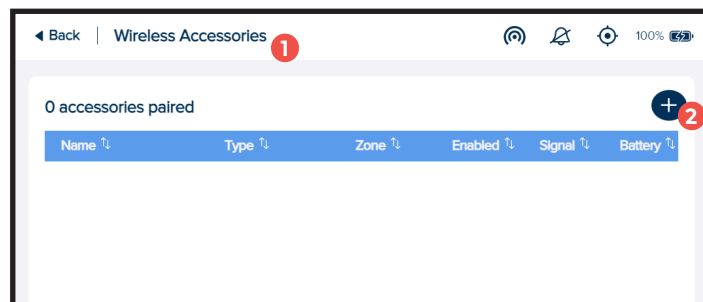 Back Wireless Accessories 1 100%
0 accessories paired + 2
Name Type Zone Enabled Signal Battery